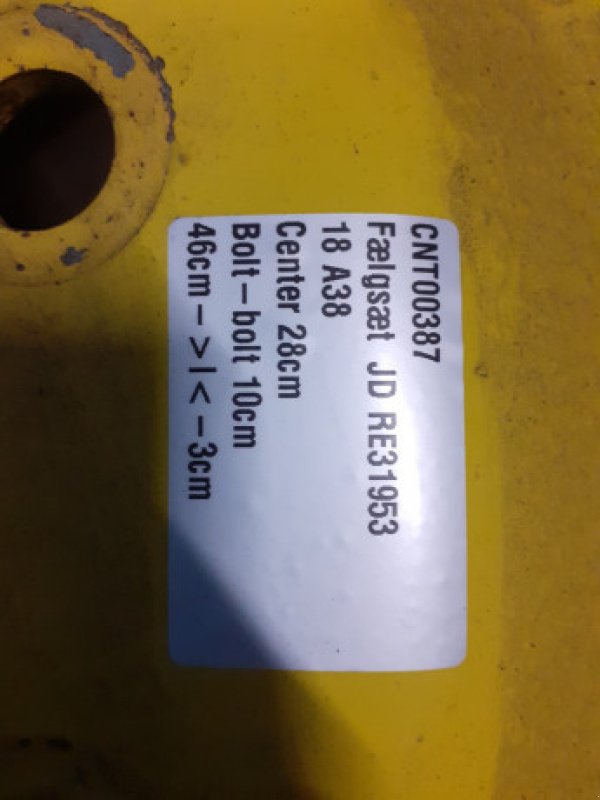 CNT00387
Fælgsæt JD RE31953
18 A38
Center 28cm
Bolt-bolt 10cm
46cm->|<-3cm